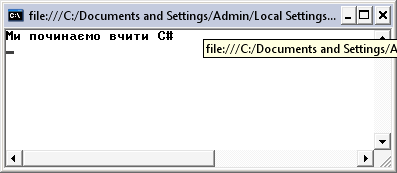 file:///C:/Documents and Settings/Admin/Local Settings...
Ми починаємо вчити C#
file:///C:/Documents and Settings/A